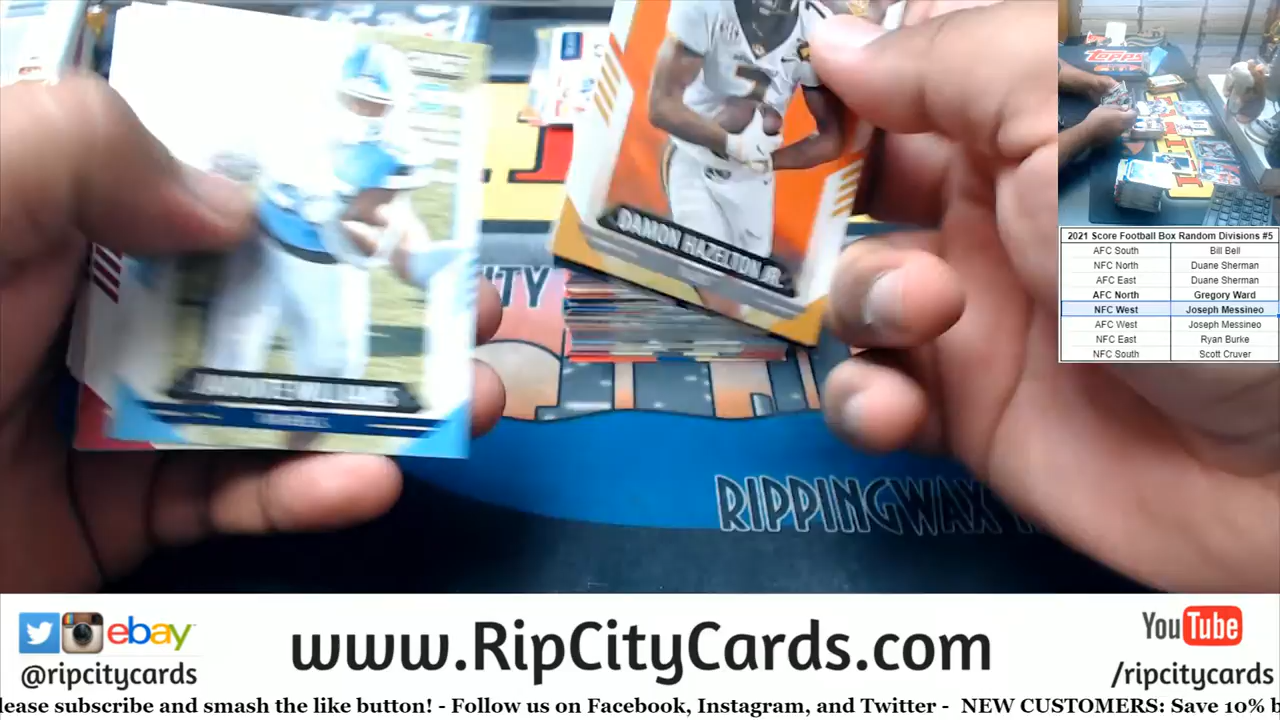 DAMON HAZELTON JR.
WILLIAMS
TY
RIPPINGWAX
Topps
2021 Score Football Box Random Divisions #5
AFC South Bill Bell
NFC North Duane Sherman
AFC East Duane Sherman
AFC North Gregory Ward
NFC West Joseph Messineo
AFC West Joseph Messineo
NFC East Ryan Burke
NFC South Scott Cruver
ebay
@ripcitycards
www.RipCityCards.com
YouTube
/ripcitycards
lease subscribe and smash the like button! - Follow us on Facebook, Instagram, and Twitter - NEW CUSTOMERS: Save 10% b